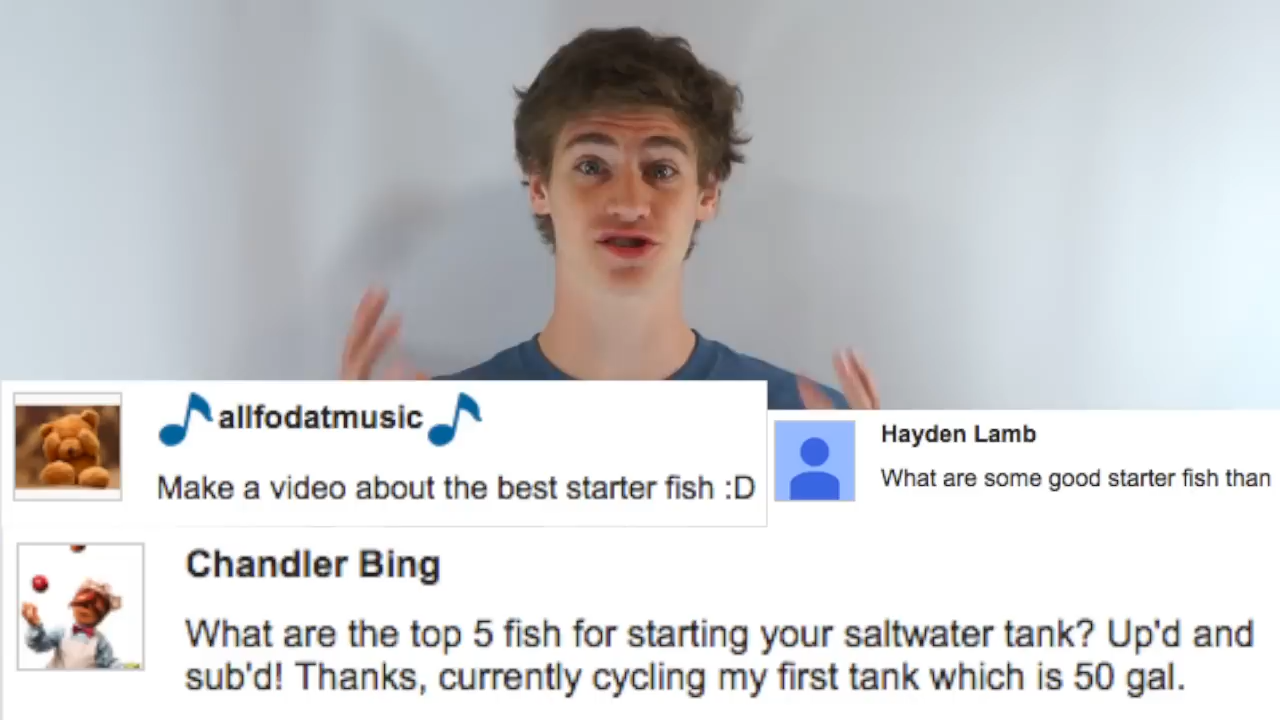 allfodatmusic
Make a video about the best starter fish :D
Hayden Lamb
What are some good starter fish than
Chandler Bing
What are the top 5 fish for starting your saltwater tank? Up'd and
sub'd! Thanks, currently cycling my first tank which is 50 gal.